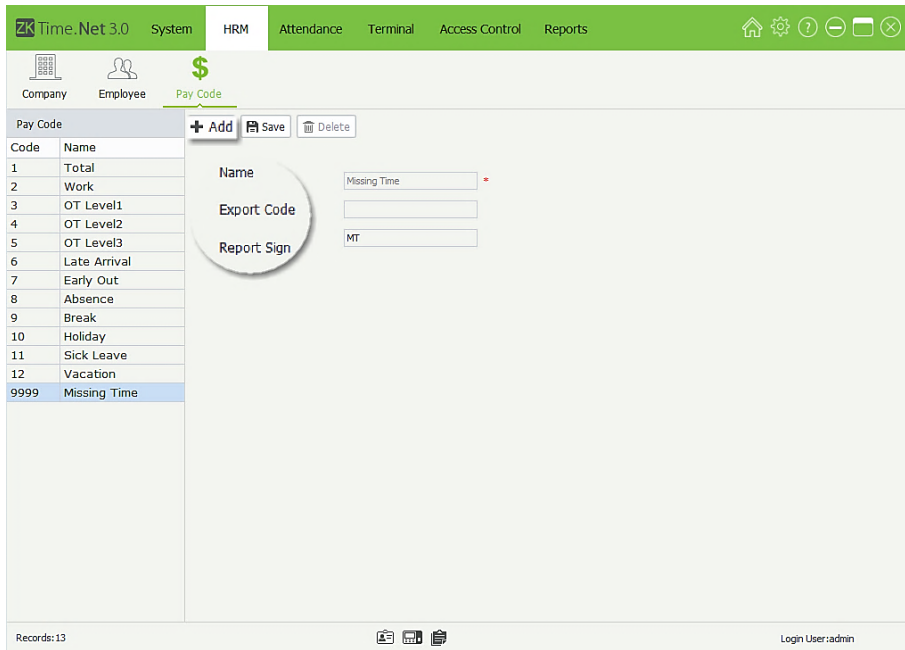 ZKTime.Net 3.0 System HRM Attendance Terminal Access Control Reports
Company Employee Pay Code
Pay Code
Add Save Delete
Code Name
1 Total
2 Work
3 OT Level1
4 OT Level2
5 OT Level3
6 Late Arrival
7 Early Out
8 Absence
9 Break
10 Holiday
11 Sick Leave
12 Vacation
9999 Missing Time
Name Missing Time *
Export Code
Report Sign MT
Records:13 Login User:admin